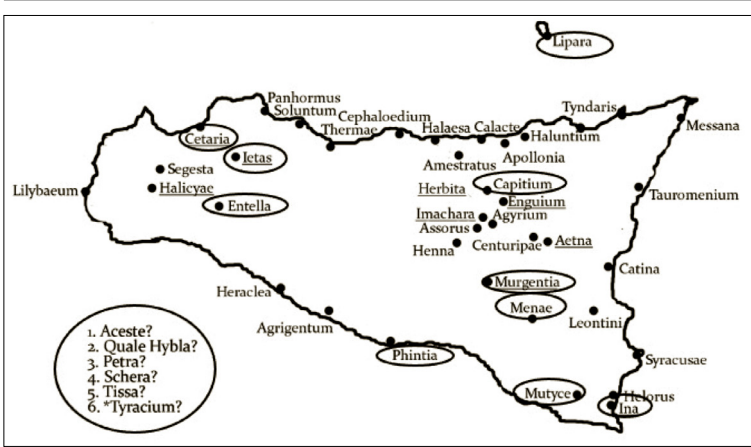 Lipara
Panhormus
Soluntum
Cephaloedium
Thermae
Tyndaris
Halaesa
Calacte
Haluntium
Messana
Cetaria
Ietas
Amestratus
Apollonia
Segesta
Lilybaeum
Halicyae
Herbita
Capitium
Tauromenium
Entella
Enguium
Imachara
Agyrium
Assorus
Henna
Centuripae
Aetna
Catina
Heraclea
Murgentia
Menae
Leontini
Agrigentum
Phintia
Syracusae
Mutyce
Helorus
Ina
1. Aceste?
2. Quale Hybla?
3. Petra?
4. Schera?
5. Tissa?
6. *Tyracium?